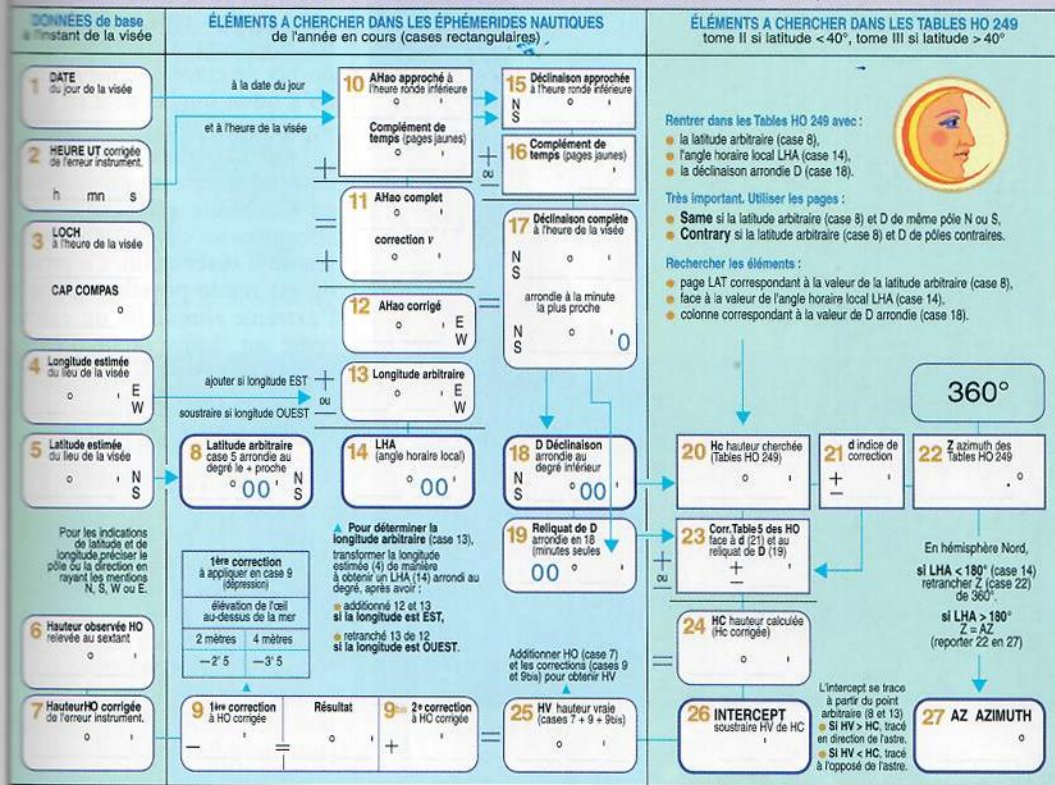 DONNÉES de base
à l'instant de la visée
ÉLÉMENTS A CHERCHER DANS LES ÉPHÉMERIDES NAUTIQUES
de l'année en cours (cases rectangulaires)
ÉLÉMENTS A CHERCHER DANS LES TABLES HO 249
tome II si latitude < 40°, tome III si latitude > 40°
1 DATE
du jour de la visée
à la date du jour
et à l'heure de la visée
2 HEURE UT corrigée
de l'erreur instrument.
h mn s
3 LOCH
à l'heure de la visée
CAP COMPAS
°
4 Longitude estimée
du lieu de la visée
° ' E
W
ajouter si longitude EST
soustraire si longitude OUEST
5 Latitude estimée
du lieu de la visée
° ' N
S
Pour les indications
de latitude et de
longitude,préciser le
pôle ou la direction en
rayant les mentions
N, S, W ou E.
6 Hauteur observée HO
relevée au sextant
° '
7 HauteurHO corrigée
de l'erreur instrument.
° '
8 Latitude arbitraire
case 5 arrondie au
degré le + proche
° 00' N
S
1ère correction
à appliquer en case 9
(dépression)
élévation de l'œil
au-dessus de la mer
2 mètres 4 mètres
—2' 5 —3' 5
9 1ère correction
à HO corrigée
— ' =
Résultat
° '
9bis 2e correction
à HO corrigée
+ '
=
10 AHao approché à
l'heure ronde inférieure
° '
Complément de
temps (pages jaunes)
+ ° '
11 AHao complet
= ° '
correction v
+ '
12 AHao corrigé
° ' E
W
=
+
ou
—
13 Longitude arbitraire
° ' E
W
14 LHA
(angle horaire local)
° 00'
Pour déterminer la
longitude arbitraire (case 13),
transformer la longitude
estimée (4) de manière
à obtenir un LHA (14) arrondi au
degré, après avoir :
additionné 12 et 13
si la longitude est EST,
retranché 13 de 12
si la longitude est OUEST.
15 Déclinaison approchée
à l'heure ronde inférieure
N
S ° '
+
ou
—
16 Complément de
temps (pages jaunes)
'
17 Déclinaison complète
à l'heure de la visée
N
S ° '
arrondie à la minute
la plus proche
N
S ° ' 0
18 D Déclinaison
arrondie au
degré inférieur
N
S ° 00 '
19 Reliquat de D
arrondie en 18
(minutes seules
00 ° '
Additionner HO (case 7)
et les corrections (cases 9
et 9bis) pour obtenir HV
25 HV hauteur vraie
(cases 7 + 9 + 9bis)
° '
Rentrer dans les Tables HO 249 avec :
la latitude arbitraire (case 8),
l'angle horaire local LHA (case 14),
la déclinaison arrondie D (case 18).
Très important. Utiliser les pages :
Same si la latitude arbitraire (case 8) et D de même pôle N ou S,
Contrary si la latitude arbitraire (case 8) et D de pôles contraires.
Rechercher les éléments :
page LAT correspondant à la valeur de la latitude arbitraire (case 8),
face à la valeur de l'angle horaire local LHA (case 14),
colonne correspondant à la valeur de D arrondie (case 18).
360°
20 Hc hauteur cherchée
(Tables HO 249)
° '
21 d indice de
correction
+
— '
22 Z azimuth des
Tables HO 249
. °
+
ou
—
23 Corr.Table 5 des HO
face à d (21) et au
reliquat de D (19)
+
— '
24 HC hauteur calculée
(Hc corrigée)
=
° '
En hémisphère Nord,
si LHA < 180° (case 14)
retrancher Z (case 22)
de 360°.
si LHA > 180°
Z = AZ
(reporter 22 en 27)
26 INTERCEPT
soustraire HV de HC
'
L'intercept se trace
à partir du point
arbitraire (8 et 13)
Si HV > HC, tracé
en direction de l'astre.
Si HV < HC, tracé
à l'opposé de l'astre.
27 AZ AZIMUTH
°